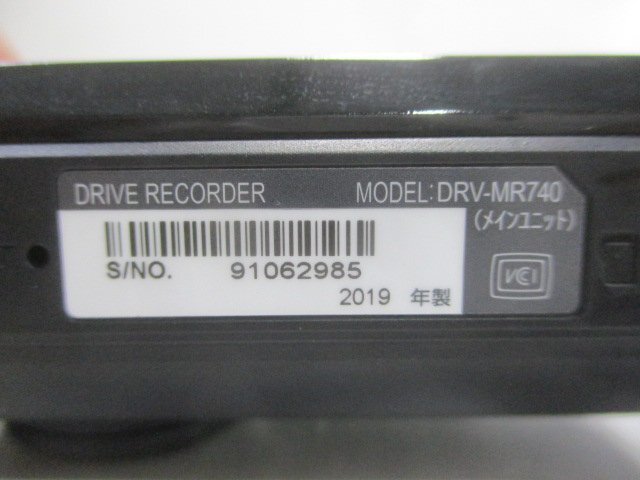 DRIVE RECORDER MODEL:DRV-MR740
(メインユニット)
S/NO. 91062985
2019 年製
VCI